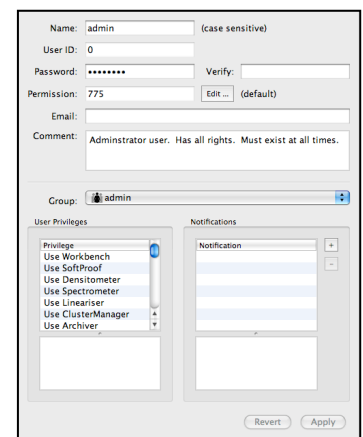 Name: admin (case sensitive)
User ID: 0
Password: •••••••• Verify:
Permission: 775 Edit ... (default)
Email:
Comment: Adminstrator user. Has all rights. Must exist at all times.
Group: admin
User Privileges Notifications
Privilege Notification +
Use Workbench −
Use SoftProof
Use Densitometer
Use Spectrometer
Use Lineariser
Use ClusterManager
Use Archiver
Revert Apply